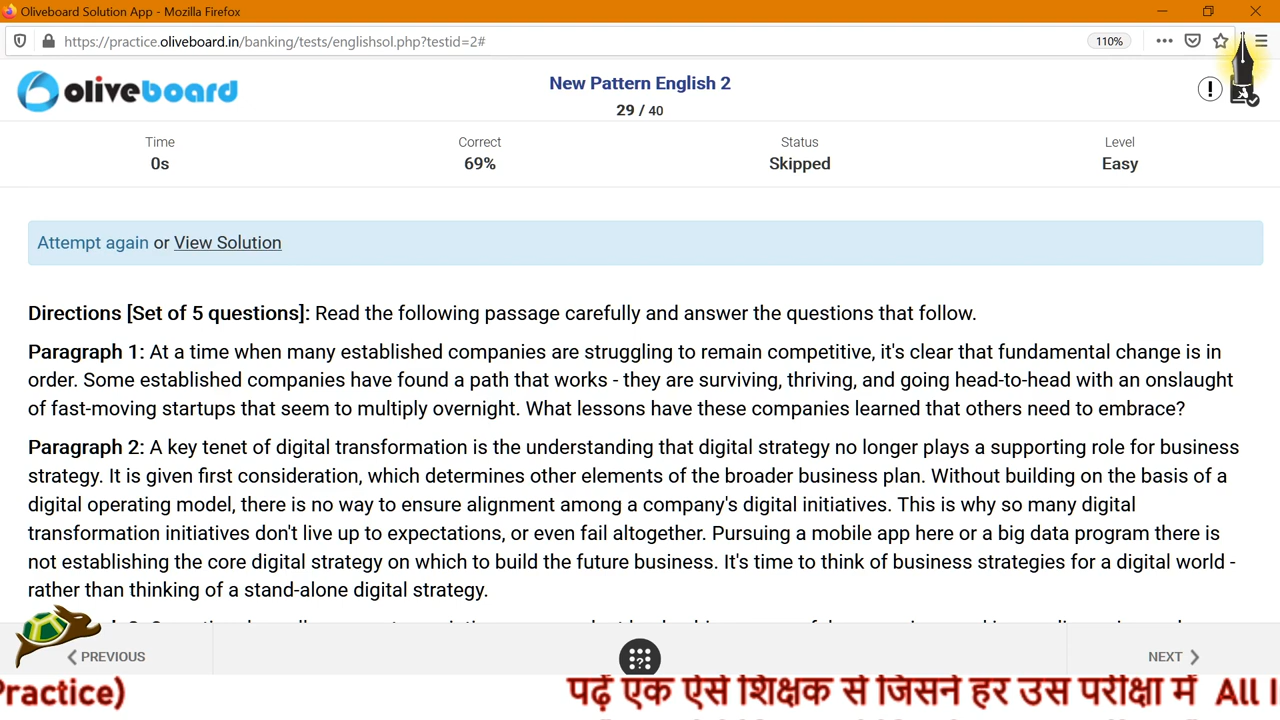 Oliveboard Solution App - Mozilla Firefox
https://practice.oliveboard.in/banking/tests/englishsol.php?testid=2#
110%
oliveboard
New Pattern English 2
29 / 40
Time
Correct
Status
Level
0s
69%
Skipped
Easy
Attempt again or View Solution
Directions [Set of 5 questions]: Read the following passage carefully and answer the questions that follow.
Paragraph 1: At a time when many established companies are struggling to remain competitive, it's clear that fundamental change is in
order. Some established companies have found a path that works - they are surviving, thriving, and going head-to-head with an onslaught
of fast-moving startups that seem to multiply overnight. What lessons have these companies learned that others need to embrace?
Paragraph 2: A key tenet of digital transformation is the understanding that digital strategy no longer plays a supporting role for business
strategy. It is given first consideration, which determines other elements of the broader business plan. Without building on the basis of a
digital operating model, there is no way to ensure alignment among a company's digital initiatives. This is why so many digital
transformation initiatives don't live up to expectations, or even fail altogether. Pursuing a mobile app here or a big data program there is
not establishing the core digital strategy on which to build the future business. It's time to think of business strategies for a digital world -
rather than thinking of a stand-alone digital strategy.
PREVIOUS
NEXT
Practice) पढ़ें एक ऐसे शिक्षक से जिसने हर उस परीक्षा में All I